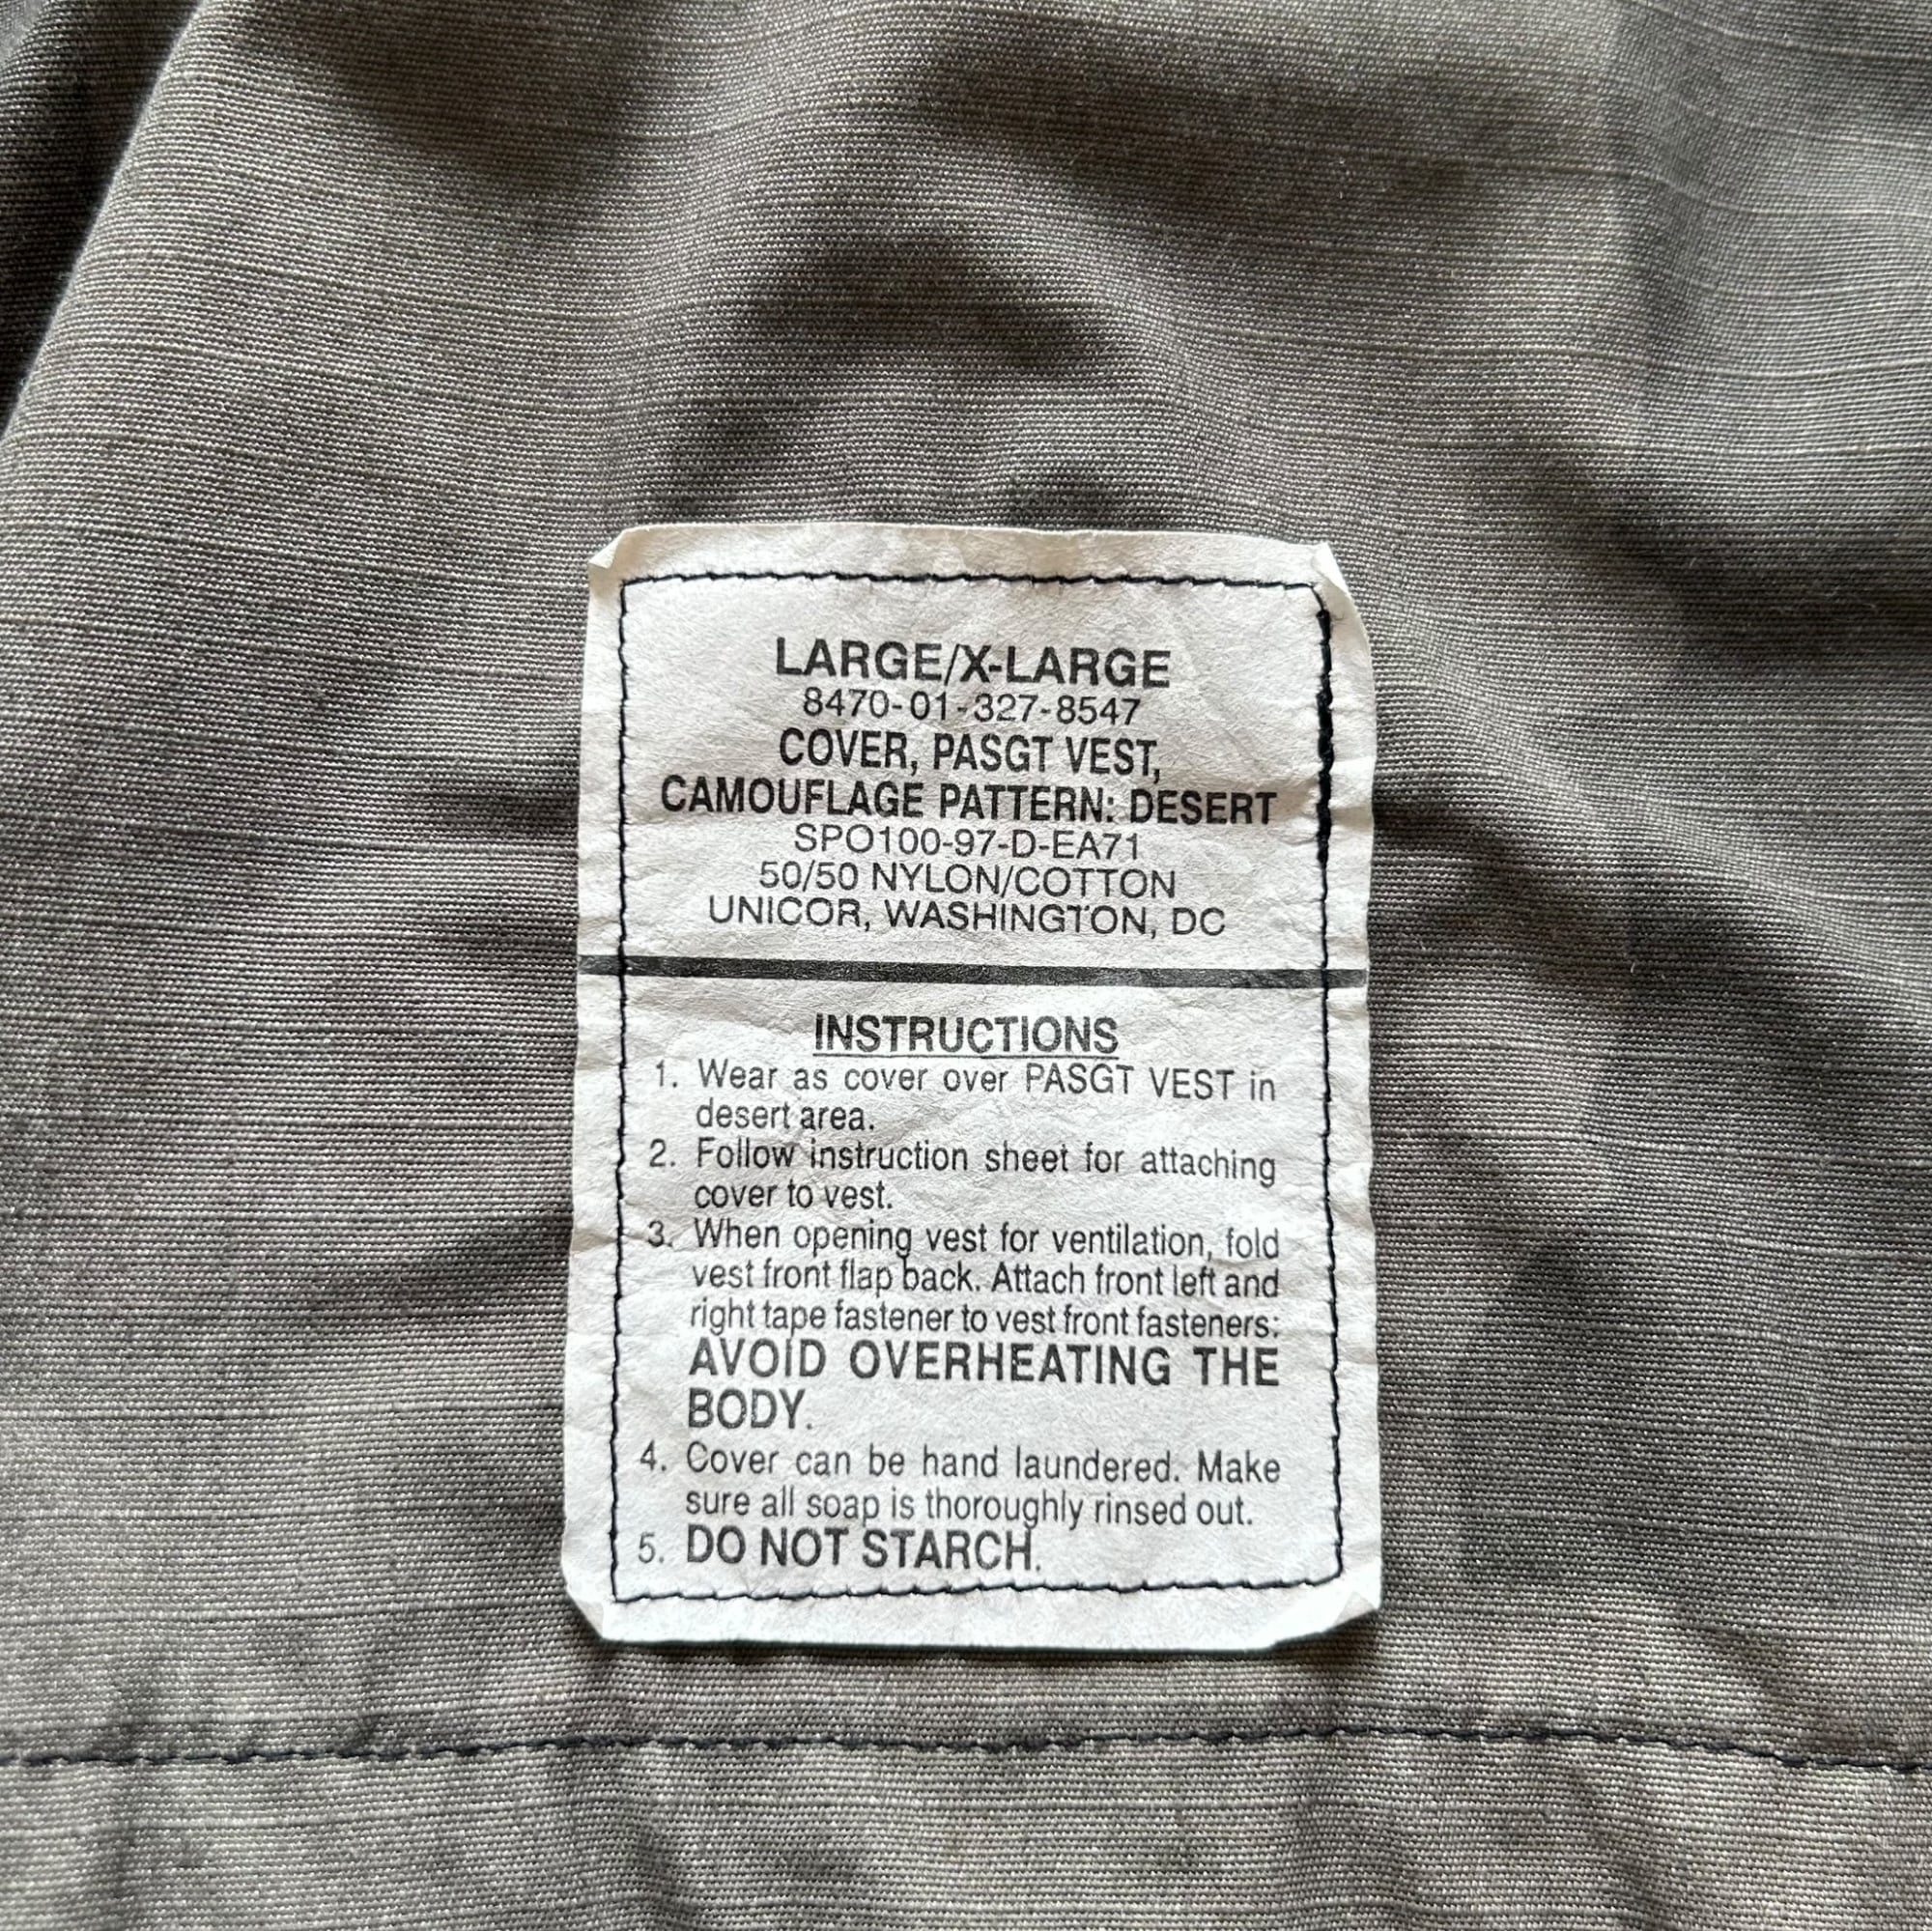 LARGE/X-LARGE
8470-01-327-8547
COVER, PASGT VEST,
CAMOUFLAGE PATTERN: DESERT
SPO100-97-D-EA71
50/50 NYLON/COTTON
UNICOR, WASHINGTON, DC
INSTRUCTIONS
1. Wear as cover over PASGT VEST in
desert area.
2. Follow instruction sheet for attaching
cover to vest.
3. When opening vest for ventilation, fold
vest front flap back. Attach front left and
right tape fastener to vest front fasteners:
AVOID OVERHEATING THE
BODY.
4. Cover can be hand laundered. Make
sure all soap is thoroughly rinsed out.
5. DO NOT STARCH.